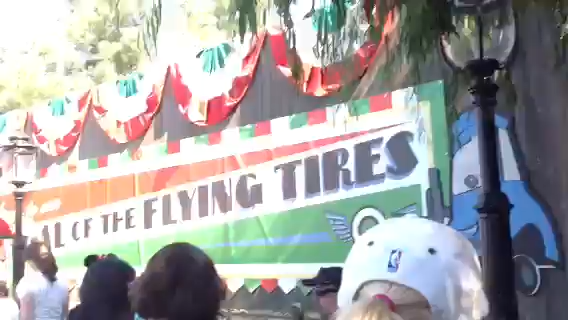 AL OF THE FLYING TIRES